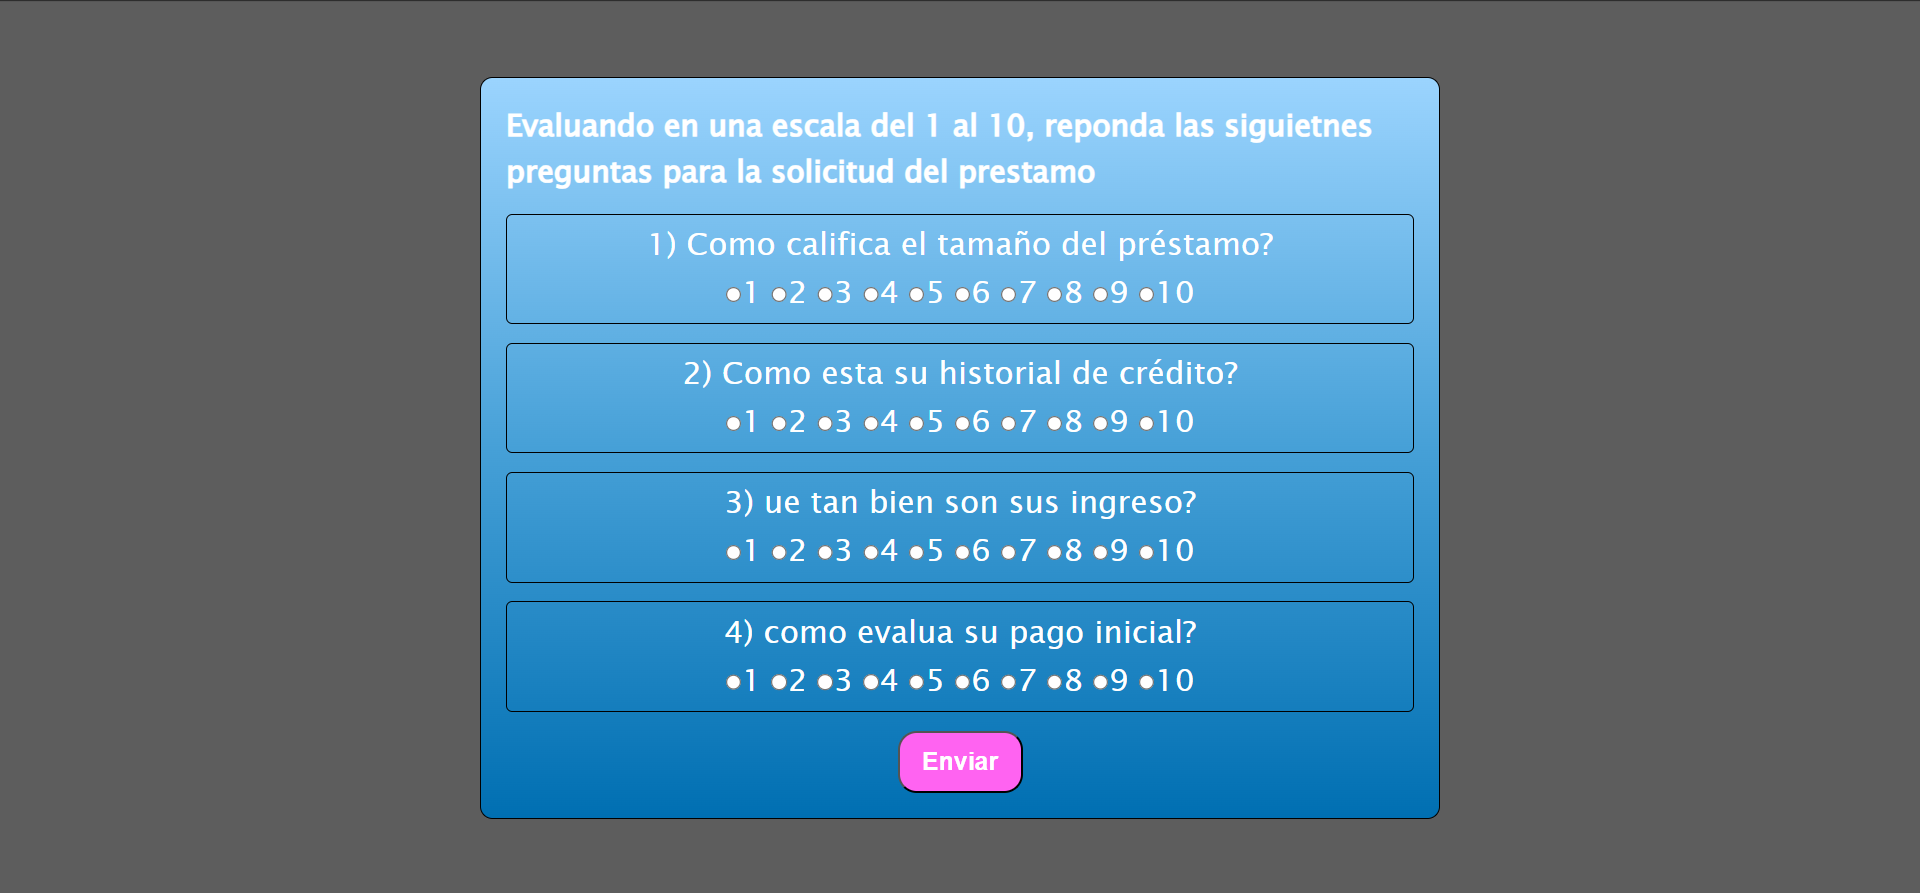 Evaluando en una escala del 1 al 10, reponda las siguietnes
preguntas para la solicitud del prestamo
1) Como califica el tamaño del préstamo?
1 2 3 4 5 6 7 8 9 10
2) Como esta su historial de crédito?
1 2 3 4 5 6 7 8 9 10
3) ue tan bien son sus ingreso?
1 2 3 4 5 6 7 8 9 10
4) como evalua su pago inicial?
1 2 3 4 5 6 7 8 9 10
Enviar